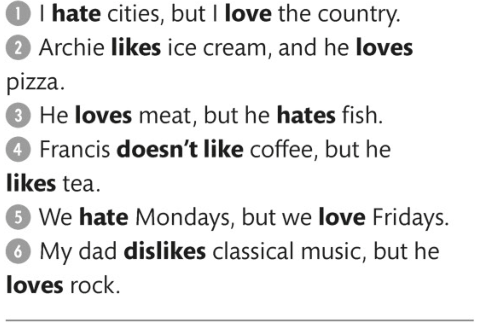 1 I hate cities, but I love the country.
2 Archie likes ice cream, and he loves
pizza.
3 He loves meat, but he hates fish.
4 Francis doesn’t like coffee, but he
likes tea.
5 We hate Mondays, but we love Fridays.
6 My dad dislikes classical music, but he
loves rock.